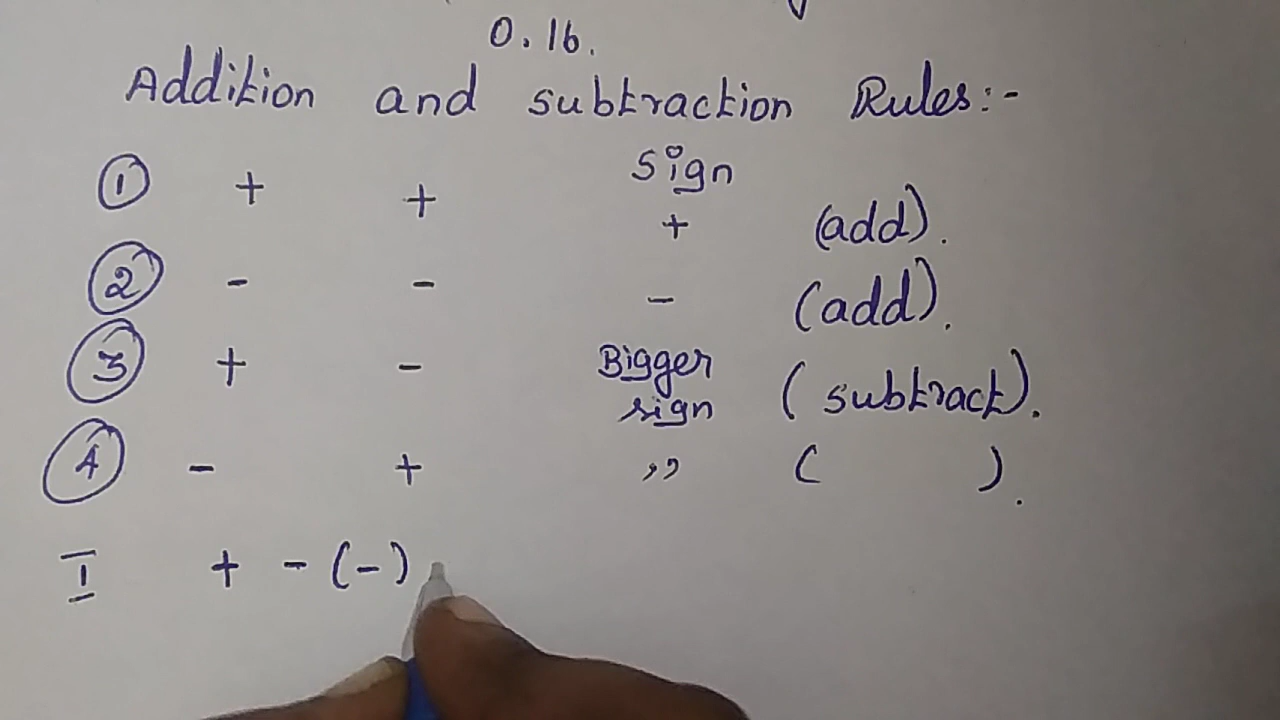 0.16.
Addition and subtraction Rules:-
Sign
① + + + (add).
② - - - (add).
③ + - Bigger sign (subtract).
④ - + ,, ( ).
I + - (-)